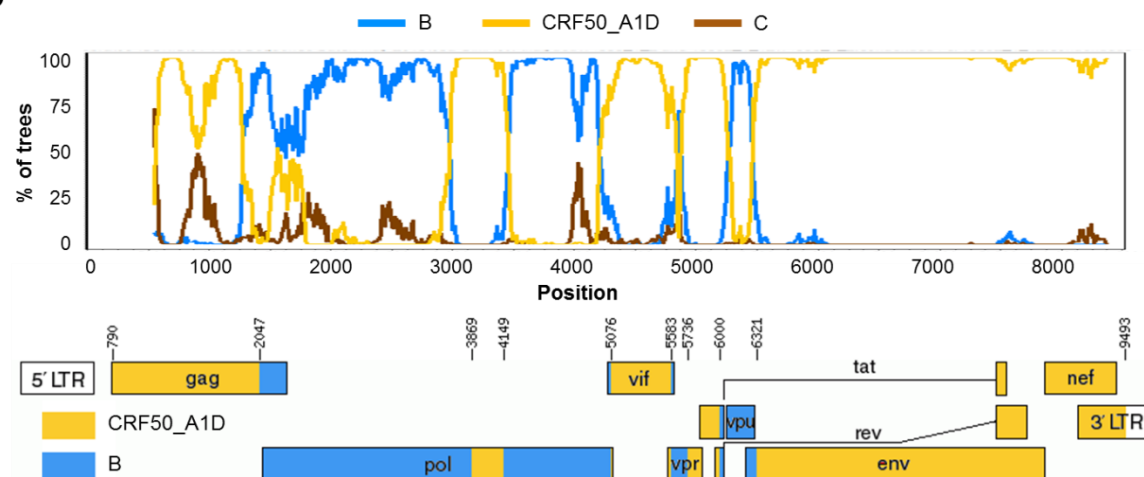 B CRF50_A1D C
100
75
50
25
0
% of trees
0 1000 2000 3000 4000 5000 6000 7000 8000
Position
790 2047 3869 4149 5076 5583 5736 6000 6321 9493
5′ LTR gag vif tat nef
CRF50_A1D vpu rev 3′ LTR
B pol vpr env